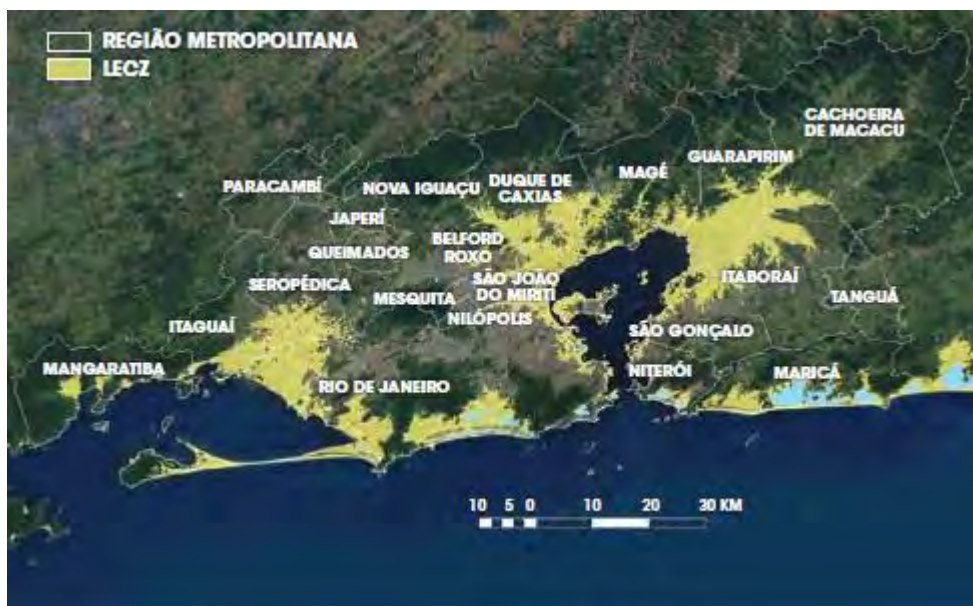 REGIÃO METROPOLITANA
LECZ
CACHOEIRA
DE MACACU
GUARAPIRIM
MAGÉ
DUQUE DE
CAXIAS
NOVA IGUAÇU
PARACAMBÍ
JAPERÍ
BELFORD
ROXO
QUEIMADOS
SÃO JOÃO
DO MIRITÍ
ITABORAÍ
SEROPÉDICA
MESQUITA
TANGUÁ
NILÓPOLIS
ITAGUAÍ
SÃO GONÇALO
MANGARATIBA
NITERÓI
MARICÁ
RIO DE JANEIRO
10 5 0 10 20 30 KM